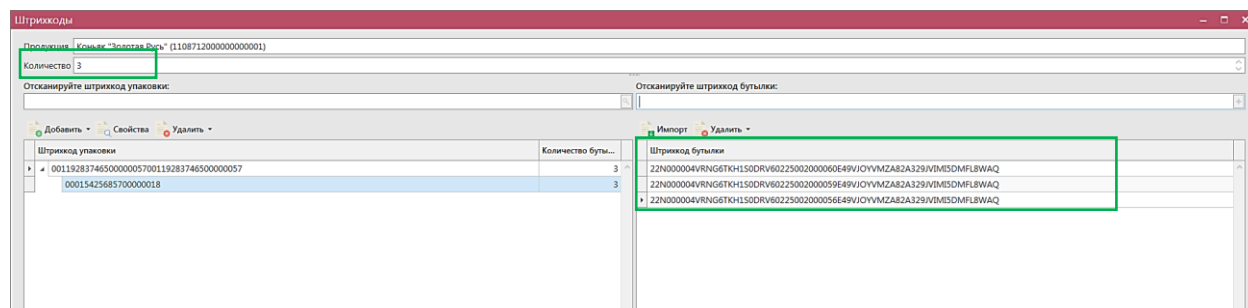 Штрихкоды
Продукция Коньяк "Золотая Русь" (1108712000000000001)
Количество 3
Отсканируйте штрихкод упаковки:
Отсканируйте штрихкод бутылки:
Добавить Свойства Удалить
Импорт Удалить
Штрихкод упаковки Количество буты...
Штрихкод бутылки
0011928374650000005700119283746500000057 3
00015425685700000018 3
22N000004VRNG6TKH1S0DRV60225002000060E49VJOYVMZA82A329JVIMI5DMFL8WAQ
22N000004VRNG6TKH1S0DRV60225002000059E49VJOYVMZA82A329JVIMI5DMFL8WAQ
22N000004VRNG6TKH1S0DRV60225002000056E49VJOYVMZA82A329JVIMI5DMFL8WAQ